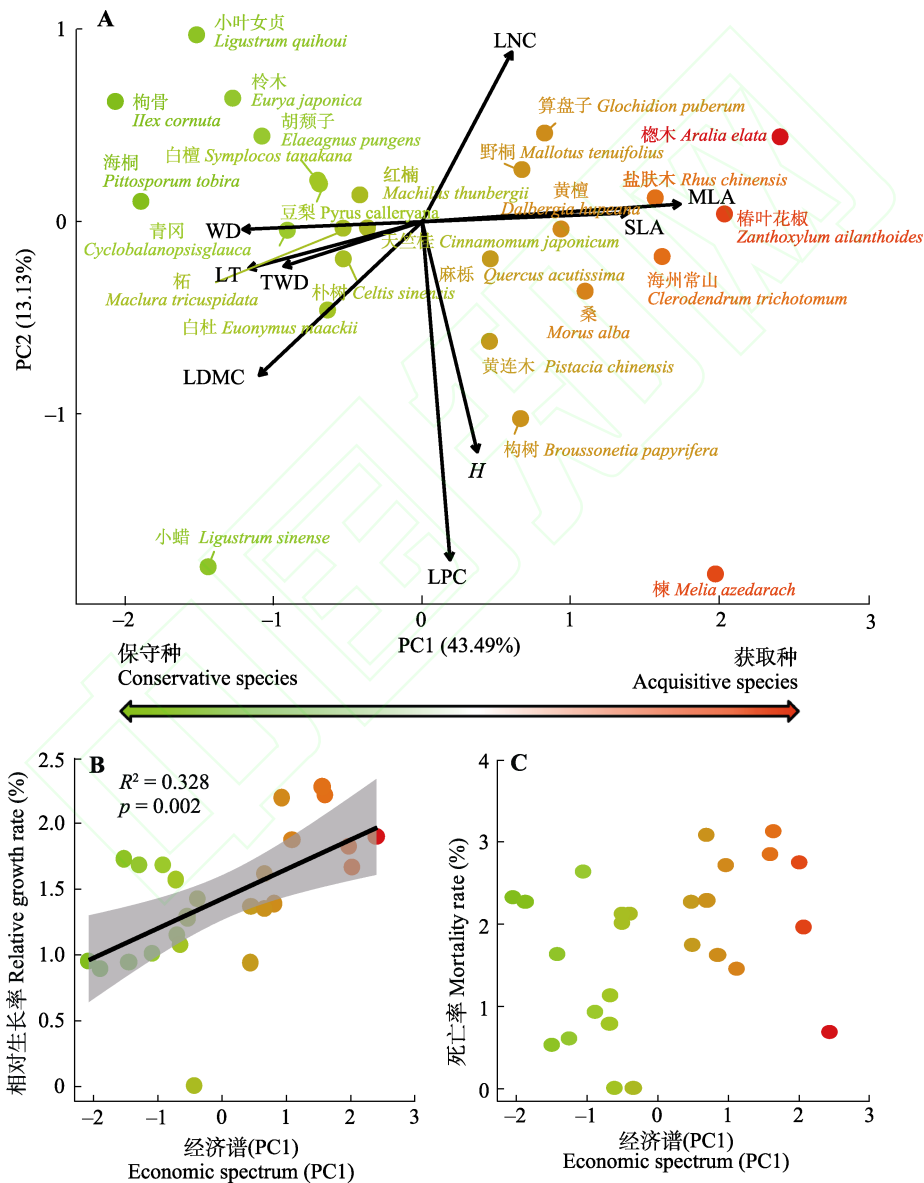 A
1
0
−1
PC2 (13.13%)
小叶女贞
Ligustrum quihoui
LNC
枸骨
IIex cornuta
柃木
Eurya japonica
胡颓子
Elaeagnus pungens
算盘子 Glochidion puberum
楤木 Aralia elata
海桐
Pittosporum tobira
白檀 Symplocos tanakana
红楠
Machilus thunbergii
野桐 Mallotus tenuifolius
黄檀
Dalbergia hupeana
盐肤木 Rhus chinensis
MLA
SLA
椿叶花椒
Zanthoxylum ailanthoides
豆梨 Pyrus calleryana
青冈
Cyclobalanopsisglauca
WD
天竺桂 Cinnamomum japonicum
柘
Maclura tricuspidata
LT
TWD
朴树 Celtis sinensis
麻栎
Quercus acutissima
海州常山
Clerodendrum trichotomum
白杜 Euonymus maackii
桑
Morus alba
LDMC
黄连木 Pistacia chinensis
构树 Broussonetia papyrifera
H
小蜡 Ligustrum sinense
LPC
楝 Melia azedarach
−2
−1
0
1
2
3
PC1 (43.49%)
保守种
Conservative species
获取种
Acquisitive species
B
R² = 0.328
p = 0.002
2.5
2.0
1.5
1.0
0.5
0
相对生长率 Relative growth rate (%)
−2
−1
0
1
2
3
经济谱(PC1)
Economic spectrum (PC1)
C
4
3
2
1
0
死亡率 Mortality rate (%)
−2
−1
0
1
2
3
经济谱(PC1)
Economic spectrum (PC1)